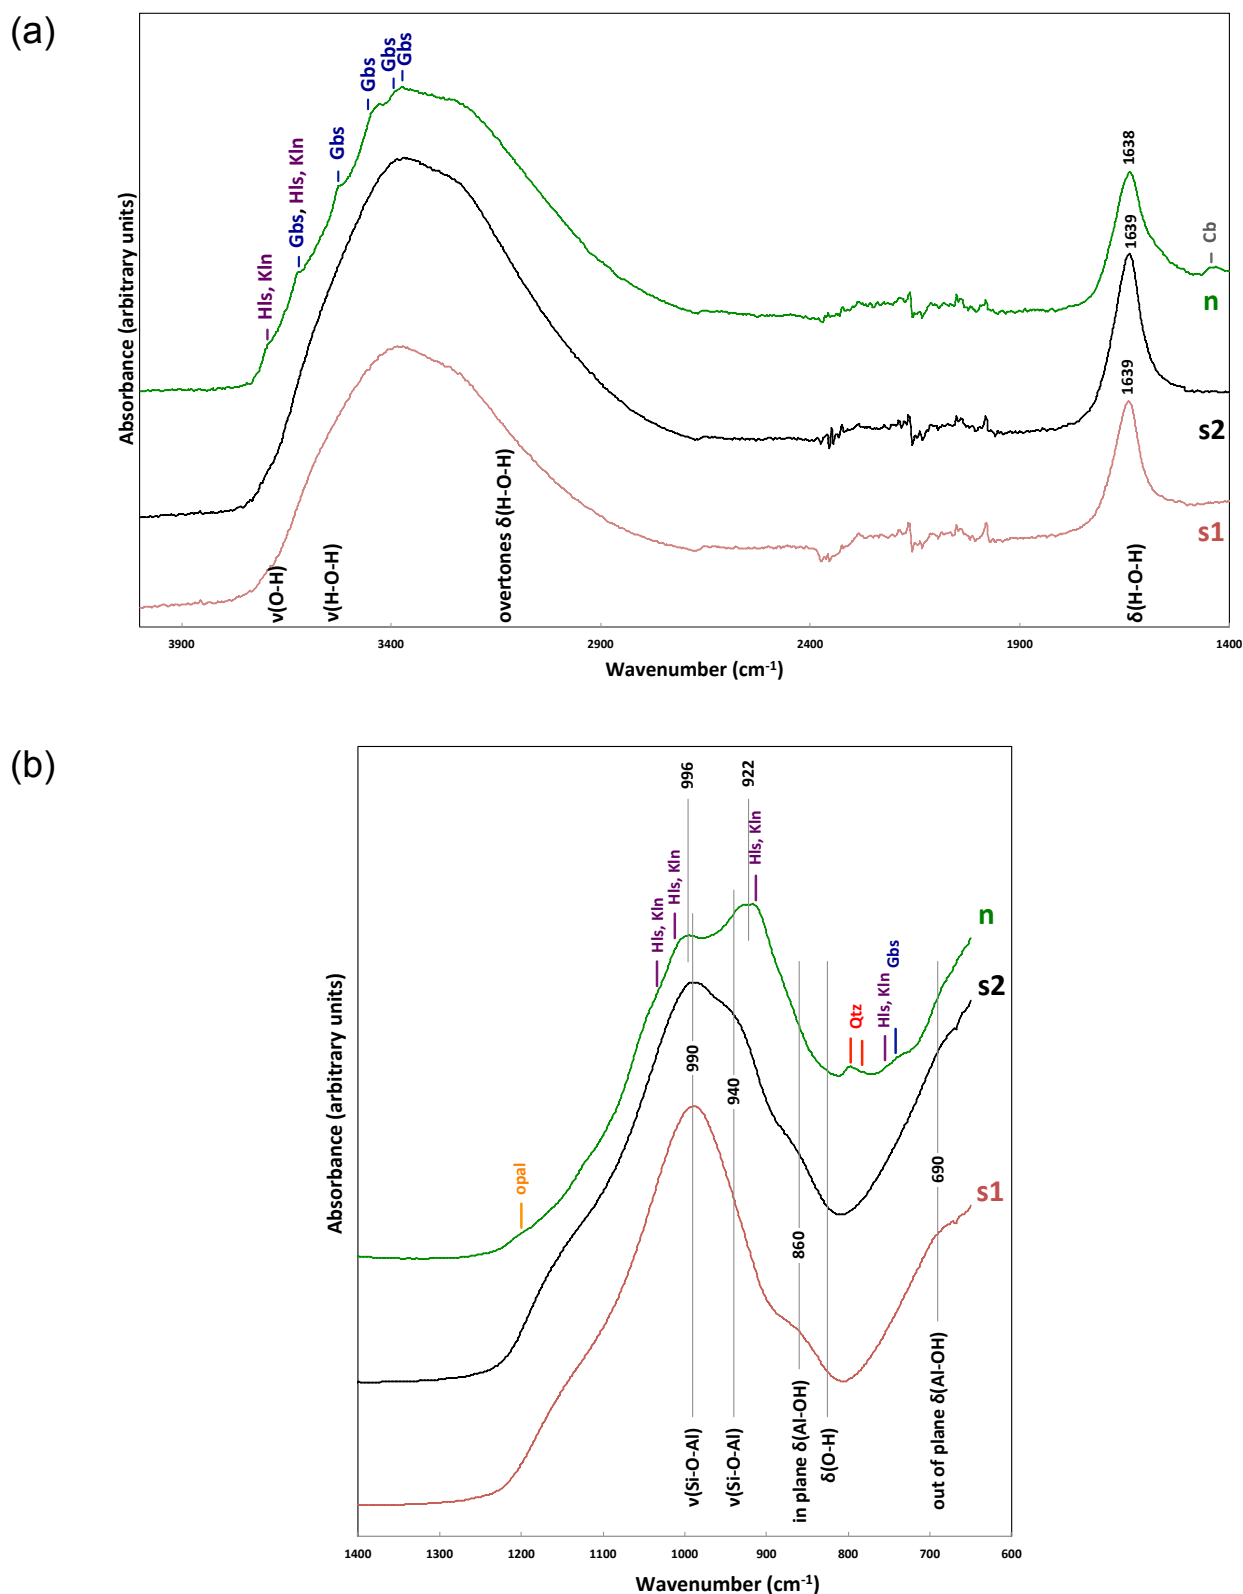 (a)
Absorbance (arbitrary units)
Hls, Kln
Gbs, Hls, Kln
Gbs
Gbs
Gbs
Gbs
1638
1639
1639
Cb
n
s2
s1
ν(O-H)
ν(H-O-H)
overtones δ(H-O-H)
δ(H-O-H)
3900 3400 2900 2400 1900 1400
Wavenumber (cm-1)
(b)
Absorbance (arbitrary units)
996
922
Hls, Kln
Hls, Kln
Hls, Kln
opal
Qtz
Hls, Kln
Gbs
n
s2
s1
990
940
860
690
ν(Si-O-Al)
ν(Si-O-Al)
in plane δ(Al-OH)
δ(O-H)
out of plane δ(Al-OH)
1400 1300 1200 1100 1000 900 800 700 600
Wavenumber (cm-1)